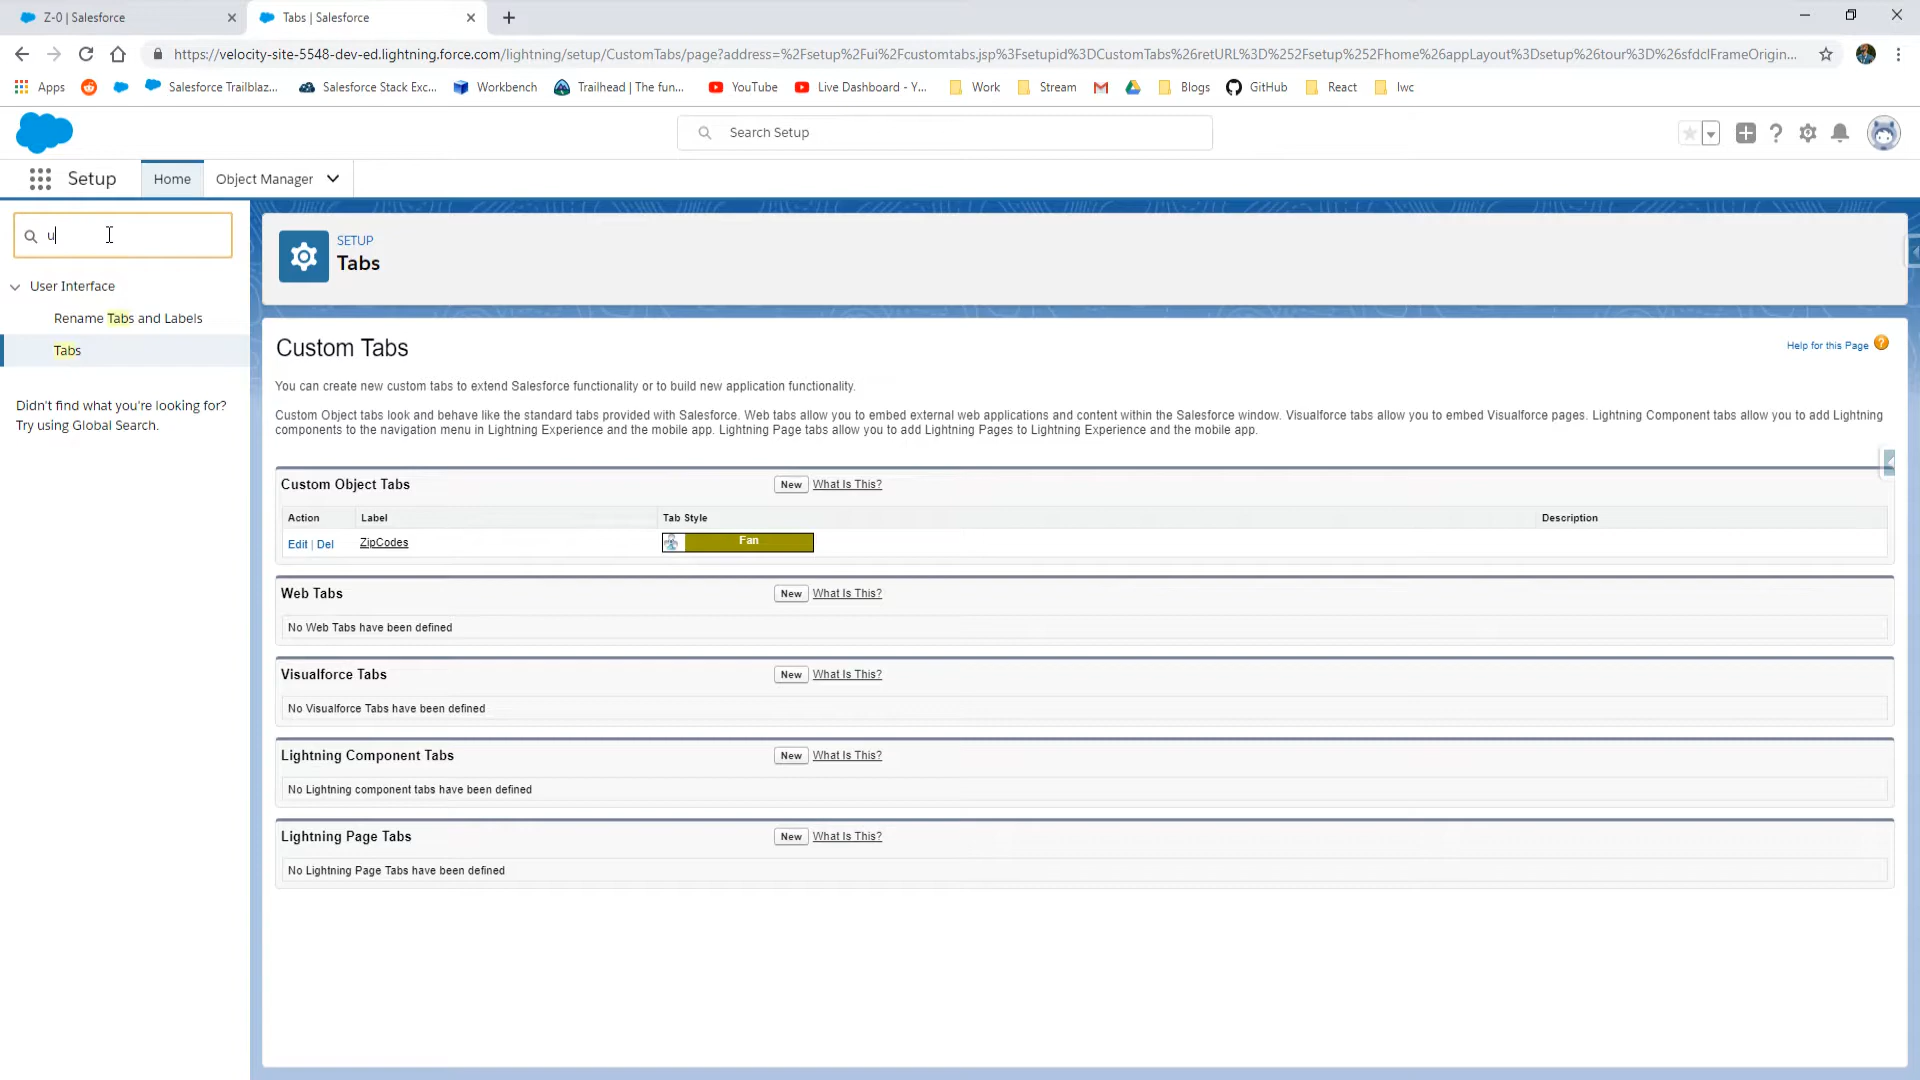 Z-0 | Salesforce
Tabs | Salesforce
https://velocity-site-5548-dev-ed.lightning.force.com/lightning/setup/CustomTabs/page?address=%2Fsetup%2Fui%2Fcustomtabs.jsp%3Fsetupid%3DCustomTabs%26retURL%3D%252Fsetup%252Fhome%26appLayout%3Dsetup%26tour%3D%26sfdcIFrameOrigin...
Apps Salesforce Trailblaz... Salesforce Stack Exc... Workbench Trailhead | The fun... YouTube Live Dashboard - Y... Work Stream Blogs GitHub React lwc
Search Setup
Setup Home Object Manager
u
User Interface
Rename Tabs and Labels
Tabs
Didn't find what you're looking for?
Try using Global Search.
SETUP
Tabs
Custom Tabs
Help for this Page ?
You can create new custom tabs to extend Salesforce functionality or to build new application functionality.
Custom Object tabs look and behave like the standard tabs provided with Salesforce. Web tabs allow you to embed external web applications and content within the Salesforce window. Visualforce tabs allow you to embed Visualforce pages. Lightning Component tabs allow you to add Lightning
components to the navigation menu in Lightning Experience and the mobile app. Lightning Page tabs allow you to add Lightning Pages to Lightning Experience and the mobile app.
Custom Object Tabs New What Is This?
Action Label Tab Style Description
Edit | Del ZipCodes Fan
Web Tabs New What Is This?
No Web Tabs have been defined
Visualforce Tabs New What Is This?
No Visualforce Tabs have been defined
Lightning Component Tabs New What Is This?
No Lightning component tabs have been defined
Lightning Page Tabs New What Is This?
No Lightning Page Tabs have been defined